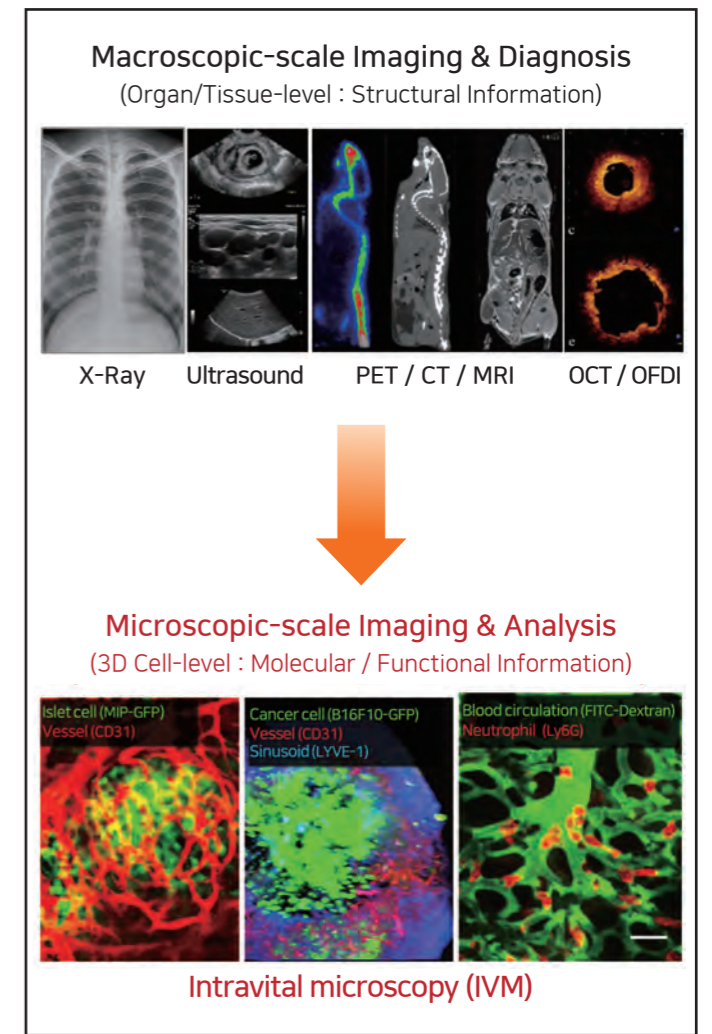 Macroscopic-scale Imaging & Diagnosis
(Organ/Tissue-level : Structural Information)
c
e
X-Ray
Ultrasound
PET / CT / MRI
OCT / OFDI
Microscopic-scale Imaging & Analysis
(3D Cell-level : Molecular / Functional Information)
Islet cell (MIP-GFP)
Vessel (CD31)
Cancer cell (B16F10-GFP)
Vessel (CD31)
Sinusoid (LYVE-1)
Blood circulation (FITC-Dextran)
Neutrophil (Ly6G)
Intravital microscopy (IVM)